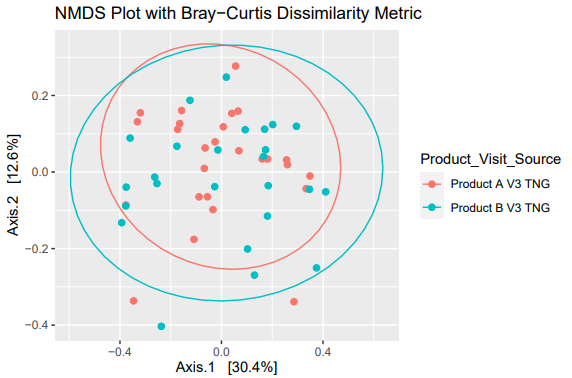 NMDS Plot with Bray−Curtis Dissimilarity Metric
0.2
0.0
−0.2
−0.4
Axis.2 [12.6%]
−0.4
0.0
0.4
Axis.1 [30.4%]
Product_Visit_Source
Product A V3 TNG
Product B V3 TNG